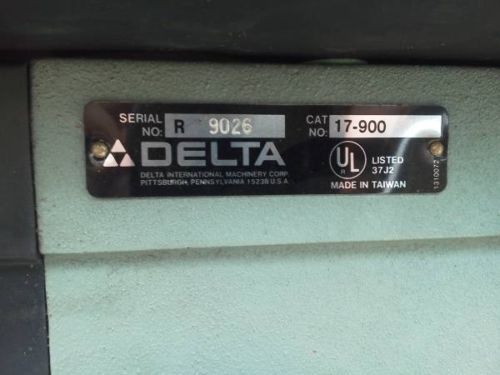 SERIAL NO: R 9026
CAT NO: 17-900
DELTA
DELTA INTERNATIONAL MACHINERY CORP.
PITTSBURGH, PENNSYLVANIA 15238 U.S.A.
UL R
LISTED
37J2
MADE IN TAIWAN
1310072